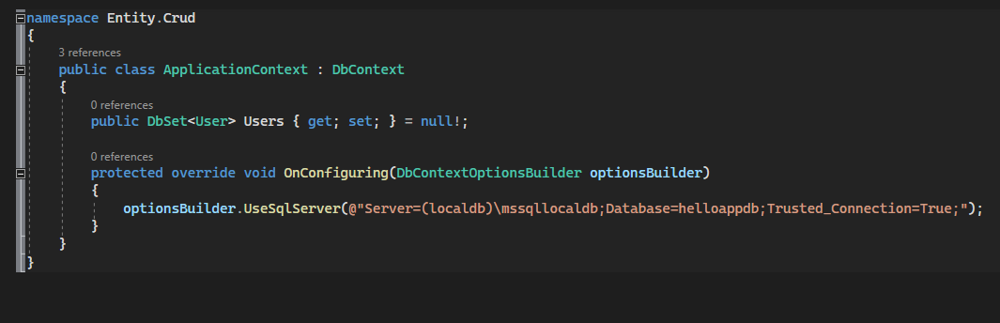 namespace Entity.Crud
{
3 references
public class ApplicationContext : DbContext
{
0 references
public DbSet<User> Users { get; set; } = null!;
0 references
protected override void OnConfiguring(DbContextOptionsBuilder optionsBuilder)
{
optionsBuilder.UseSqlServer(@"Server=(localdb)\mssqllocaldb;Database=helloappdb;Trusted_Connection=True;");
}
}
}